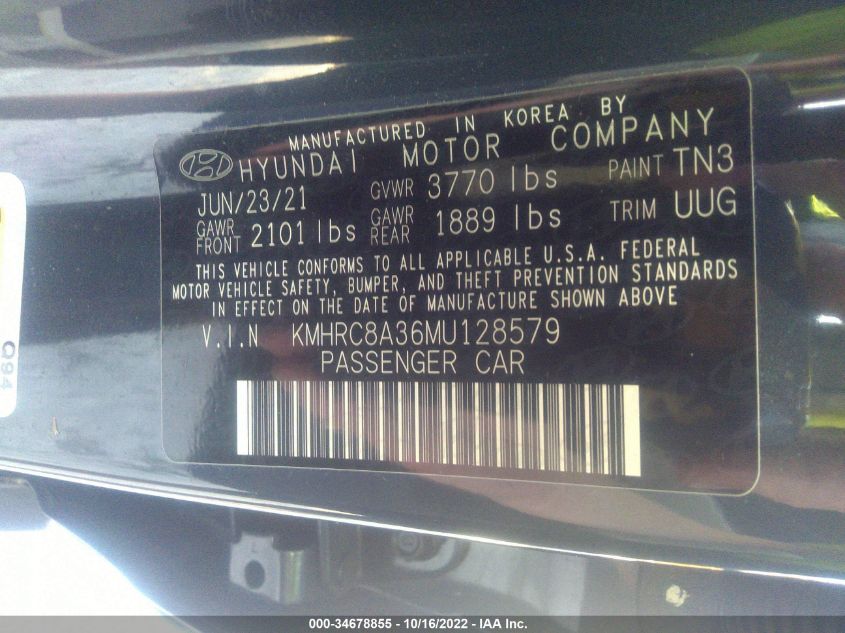 MANUFACTURED IN KOREA BY
HYUNDAI MOTOR COMPANY
JUN/23/21 GVWR 3770 lbs PAINT TN3
GAWR FRONT 2101 lbs GAWR REAR 1889 lbs TRIM UUG
THIS VEHICLE CONFORMS TO ALL APPLICABLE U.S.A. FEDERAL
MOTOR VEHICLE SAFETY, BUMPER, AND THEFT PREVENTION STANDARDS
IN EFFECT ON THE DATE OF MANUFACTURE SHOWN ABOVE
V.I.N KMHRC8A36MU128579
PASSENGER CAR
Q94
000-34678855 - 10/16/2022 - IAA Inc.